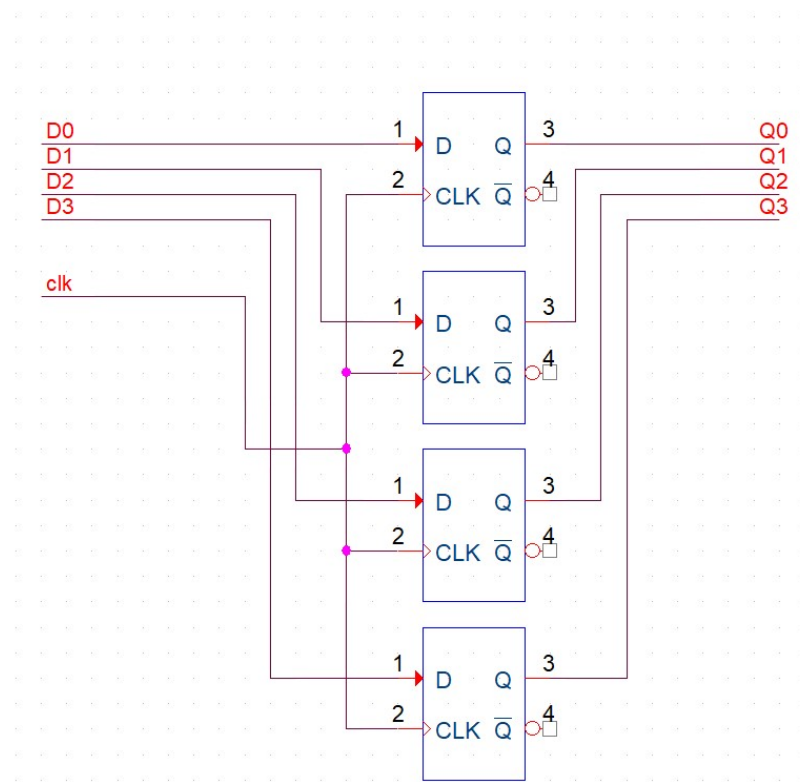 D0 1 3 Q0
D Q
D1 Q1
D2 2 4 Q2
CLK Q̅
D3 Q3
clk
1 3
D Q
2 4
CLK Q̅
1 3
D Q
2 4
CLK Q̅
1 3
D Q
2 4
CLK Q̅